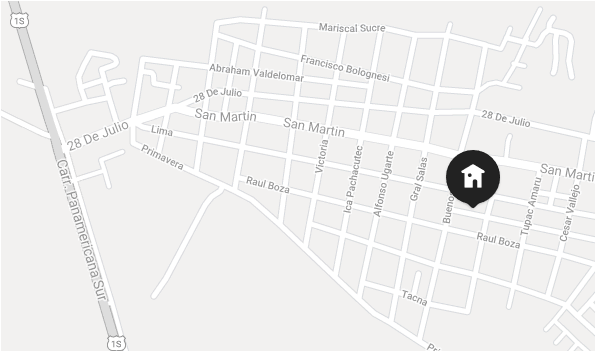 1S
Mariscal Sucre
Francisco Bolognesi
Abraham Valdelomar
28 De Julio
28 De Julio
San Martin
San Martin
28 De Julio
Lima
Primavera
San Marti
Victoria
Ica Pachacutec
Alfonso Ugarte
Gral Salas
Bueno
Tupac Amaru
Cesar Vallejo
Raul Boza
Raul Boza
Carr. Panamericana Sur
Tacna
1S